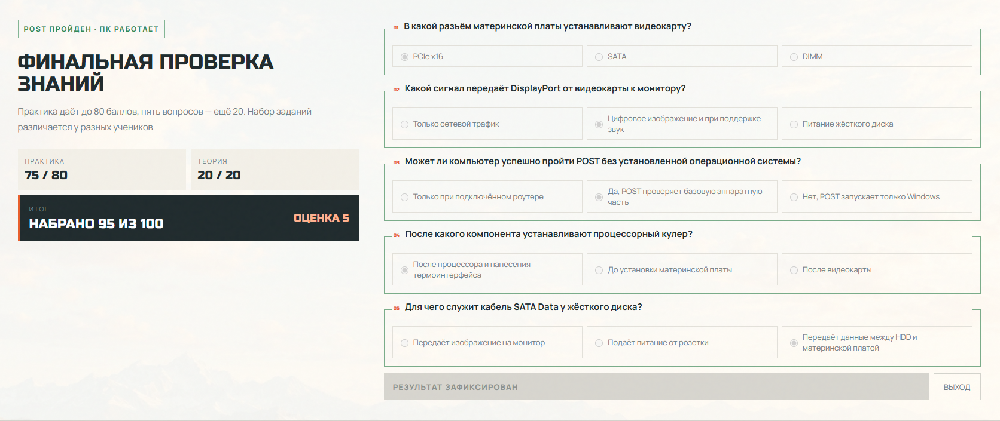 POST ПРОЙДЕН · ПК РАБОТАЕТ
ФИНАЛЬНАЯ ПРОВЕРКА
ЗНАНИЙ
Практика даёт до 80 баллов, пять вопросов — ещё 20. Набор заданий
различается у разных учеников.
ПРАКТИКА
75 / 80
ТЕОРИЯ
20 / 20
ИТОГ
НАБРАНО 95 ИЗ 100
ОЦЕНКА 5
01 В какой разъём материнской платы устанавливают видеокарту?
PCIe x16
SATA
DIMM
02 Какой сигнал передаёт DisplayPort от видеокарты к монитору?
Только сетевой трафик
Цифровое изображение и при поддержке
звук
Питание жёсткого диска
03 Может ли компьютер успешно пройти POST без установленной операционной системы?
Только при подключённом роутере
Да, POST проверяет базовую аппаратную
часть
Нет, POST запускает только Windows
04 После какого компонента устанавливают процессорный кулер?
После процессора и нанесения
термоинтерфейса
До установки материнской платы
После видеокарты
05 Для чего служит кабель SATA Data у жёсткого диска?
Передаёт изображение на монитор
Подаёт питание от розетки
Передаёт данные между HDD и
материнской платой
РЕЗУЛЬТАТ ЗАФИКСИРОВАН
ВЫХОД